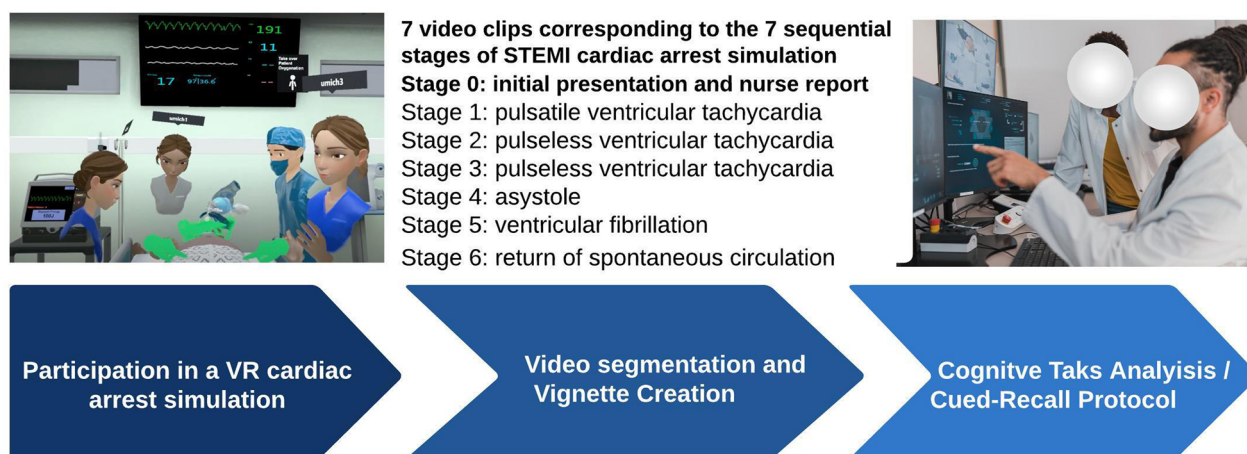 191
11
Take over
Patient
Oxygenation
umich3
17
97|36.6
umich1
7 video clips corresponding to the 7 sequential
stages of STEMI cardiac arrest simulation
Stage 0: initial presentation and nurse report
Stage 1: pulsatile ventricular tachycardia
Stage 2: pulseless ventricular tachycardia
Stage 3: pulseless ventricular tachycardia
Stage 4: asystole
Stage 5: ventricular fibrillation
Stage 6: return of spontaneous circulation
Participation in a VR cardiac
arrest simulation
Video segmentation and
Vignette Creation
Cognitve Taks Analyisis /
Cued-Recall Protocol